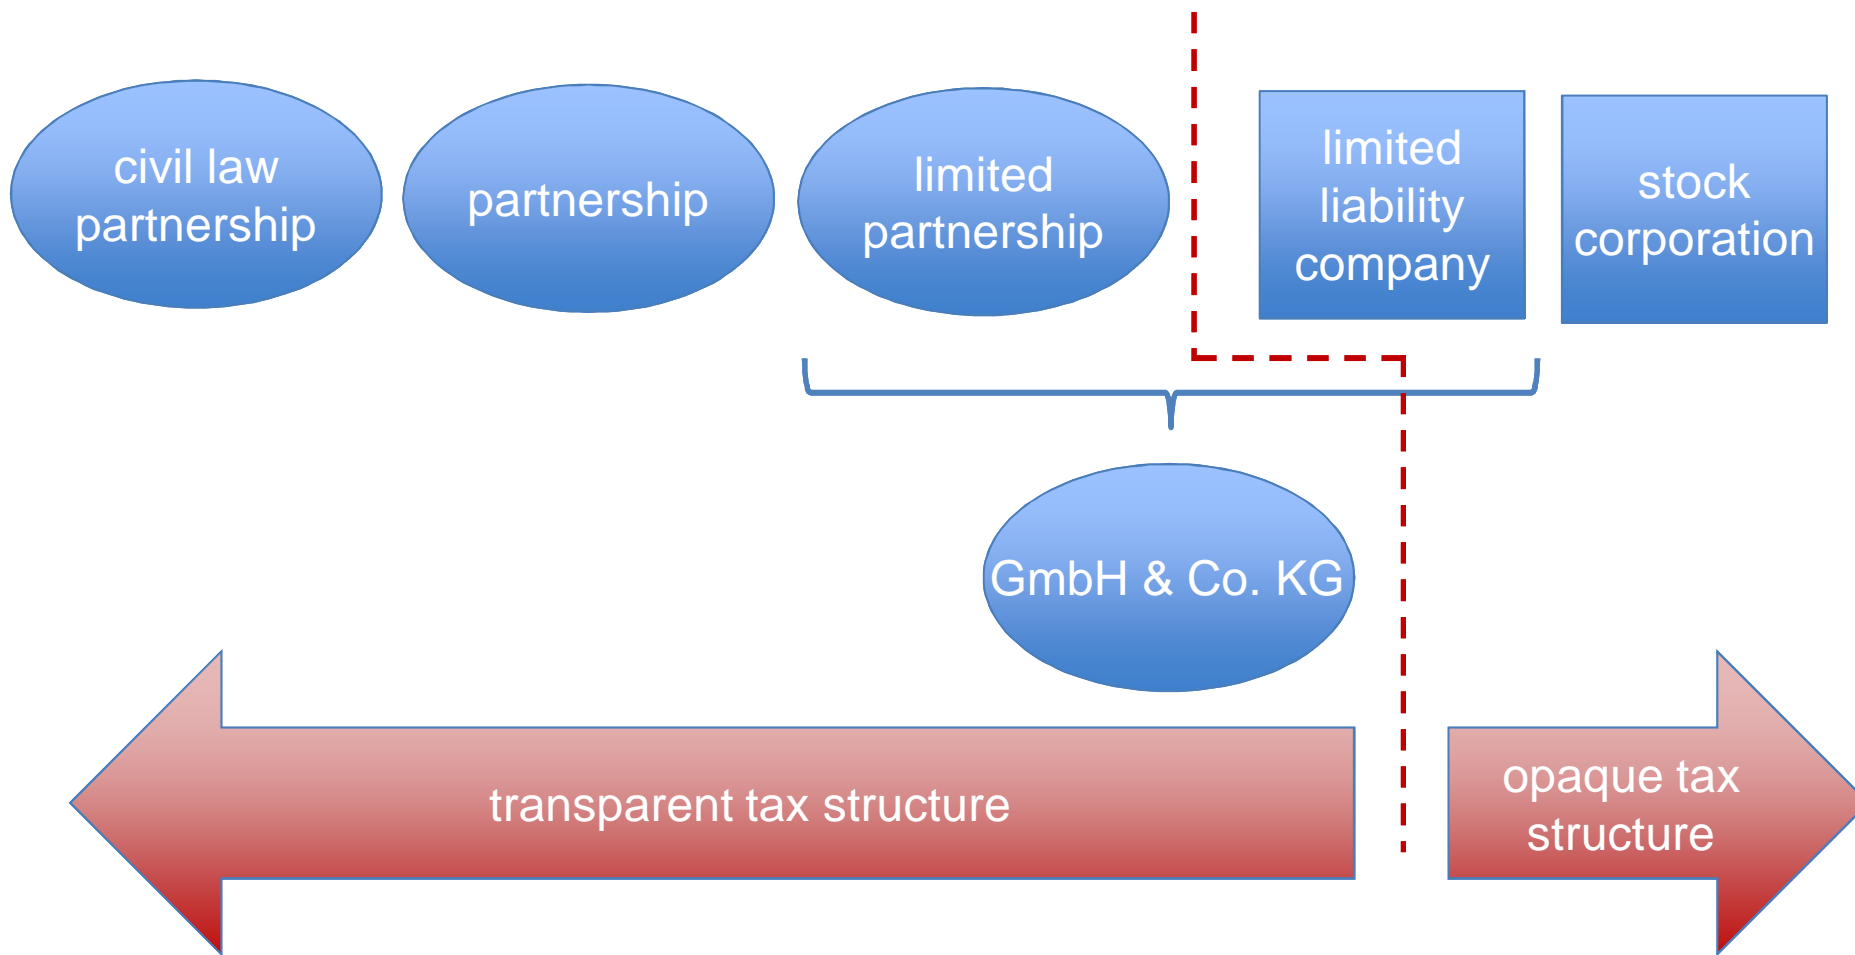 civil law
partnership
partnership
limited
partnership
limited
liability
company
stock
corporation
GmbH & Co. KG
transparent tax structure
opaque tax
structure